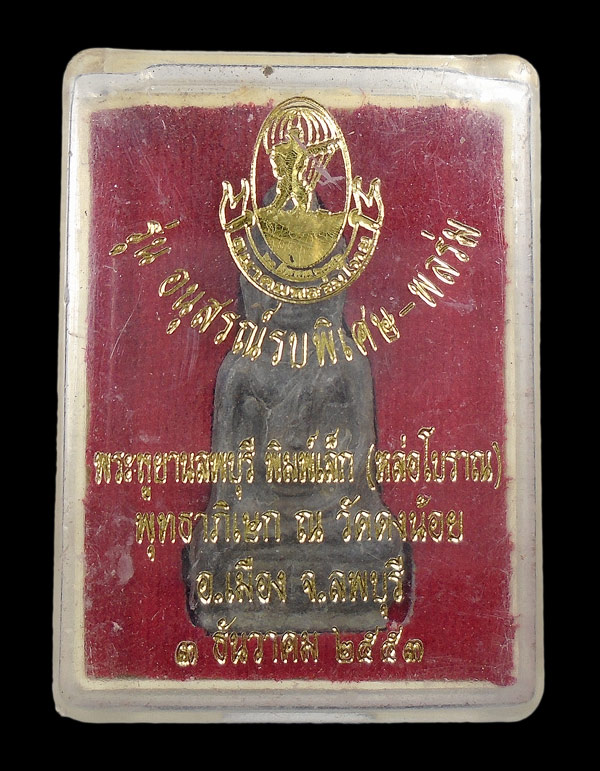 รุ่น อนุสรณ์รบพิเศษ-พลร่ม
พระหูยานลพบุรี พิมพ์เล็ก (หล่อโบราณ)
พุทธาภิเษก ณ วัดดงน้อย
อ.เมือง จ.ลพบุรี
๓ ธันวาคม ๒๕๕๓